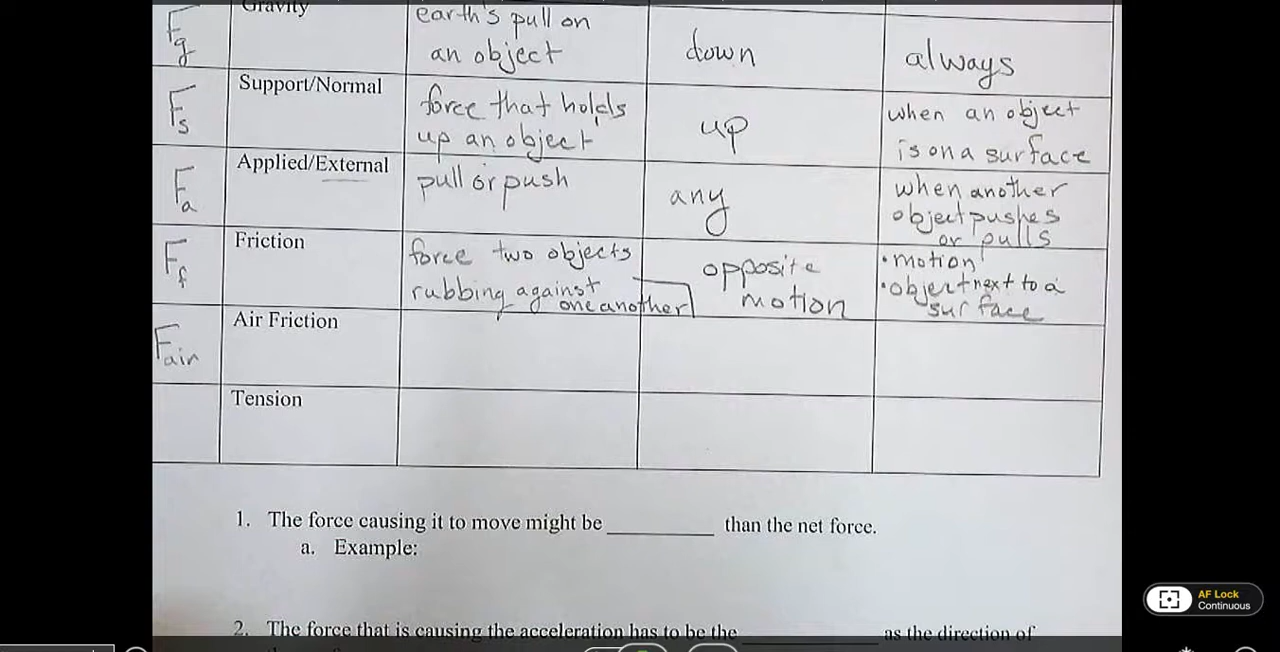 Gravity
earth's pull on
an object
down
always
Fg
Support/Normal
force that holds
up an object
up
when an object
is on a surface
Fs
Applied/External
pull or push
any
when another
object pushes
or pulls
Fa
Friction
force two objects
rubbing against
one another
opposite
motion
• motion
• object next to a
surface
Ff
Air Friction
Fair
Tension
1. The force causing it to move might be ________ than the net force.
a. Example:
2. The force that is causing the acceleration has to be the ________ as the direction of
AF Lock
Continuous